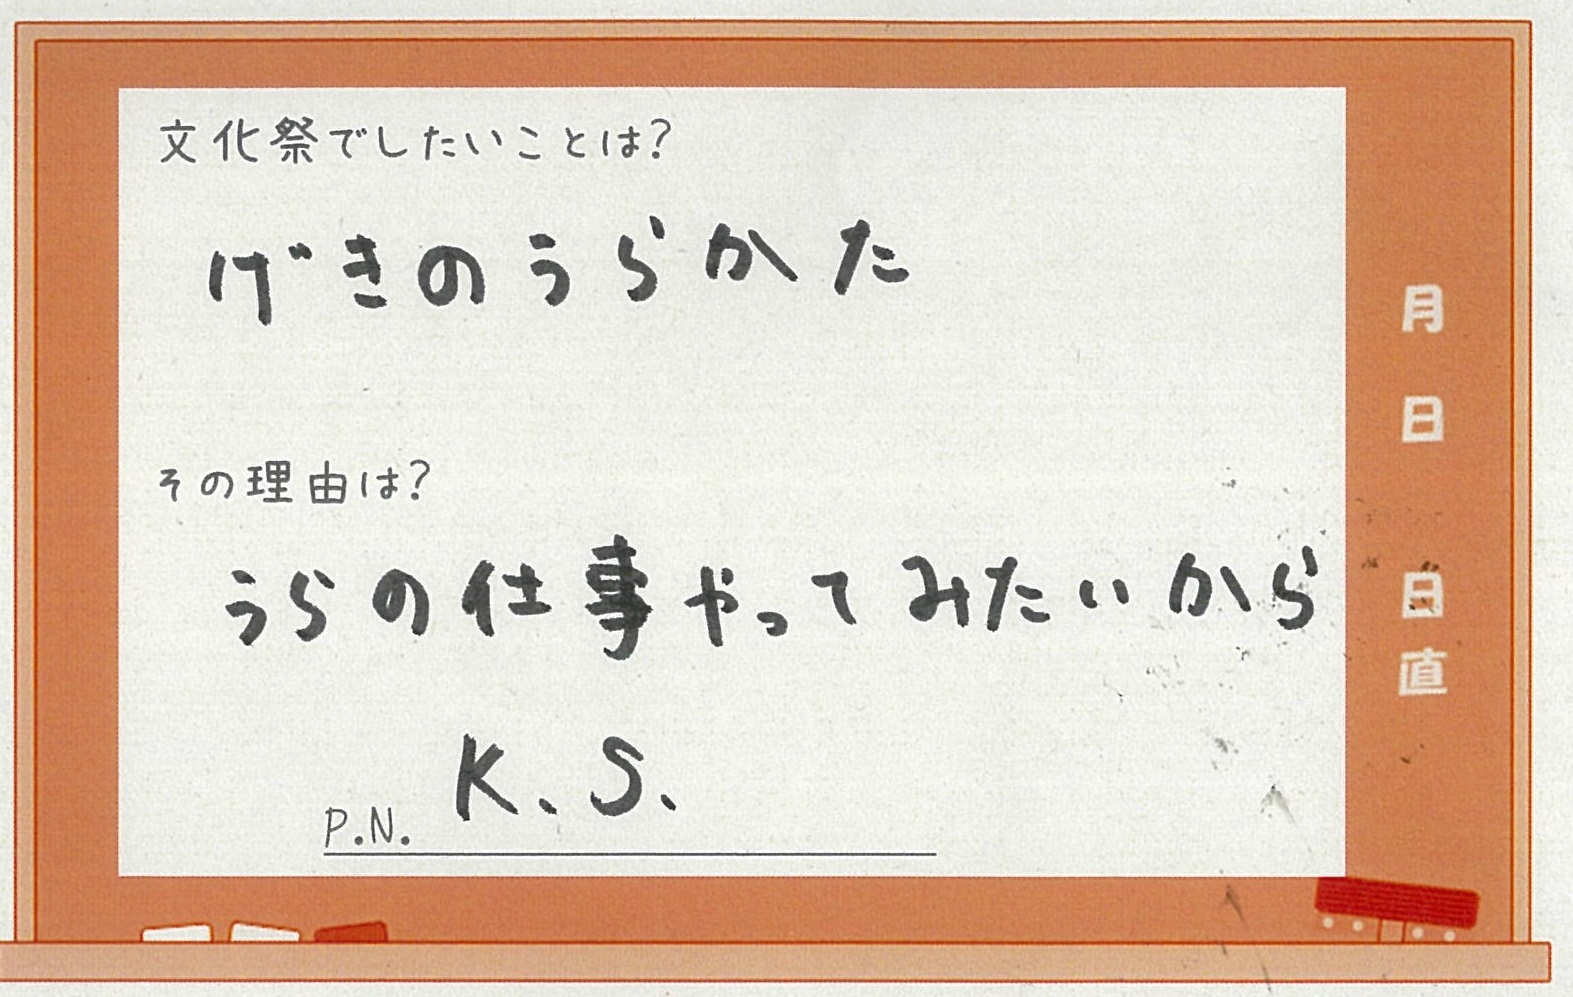 文化祭でしたいことは?
げきのうらかた
その理由は?
うらの仕事やってみたいから
P.N. K.S.
月
日
日直